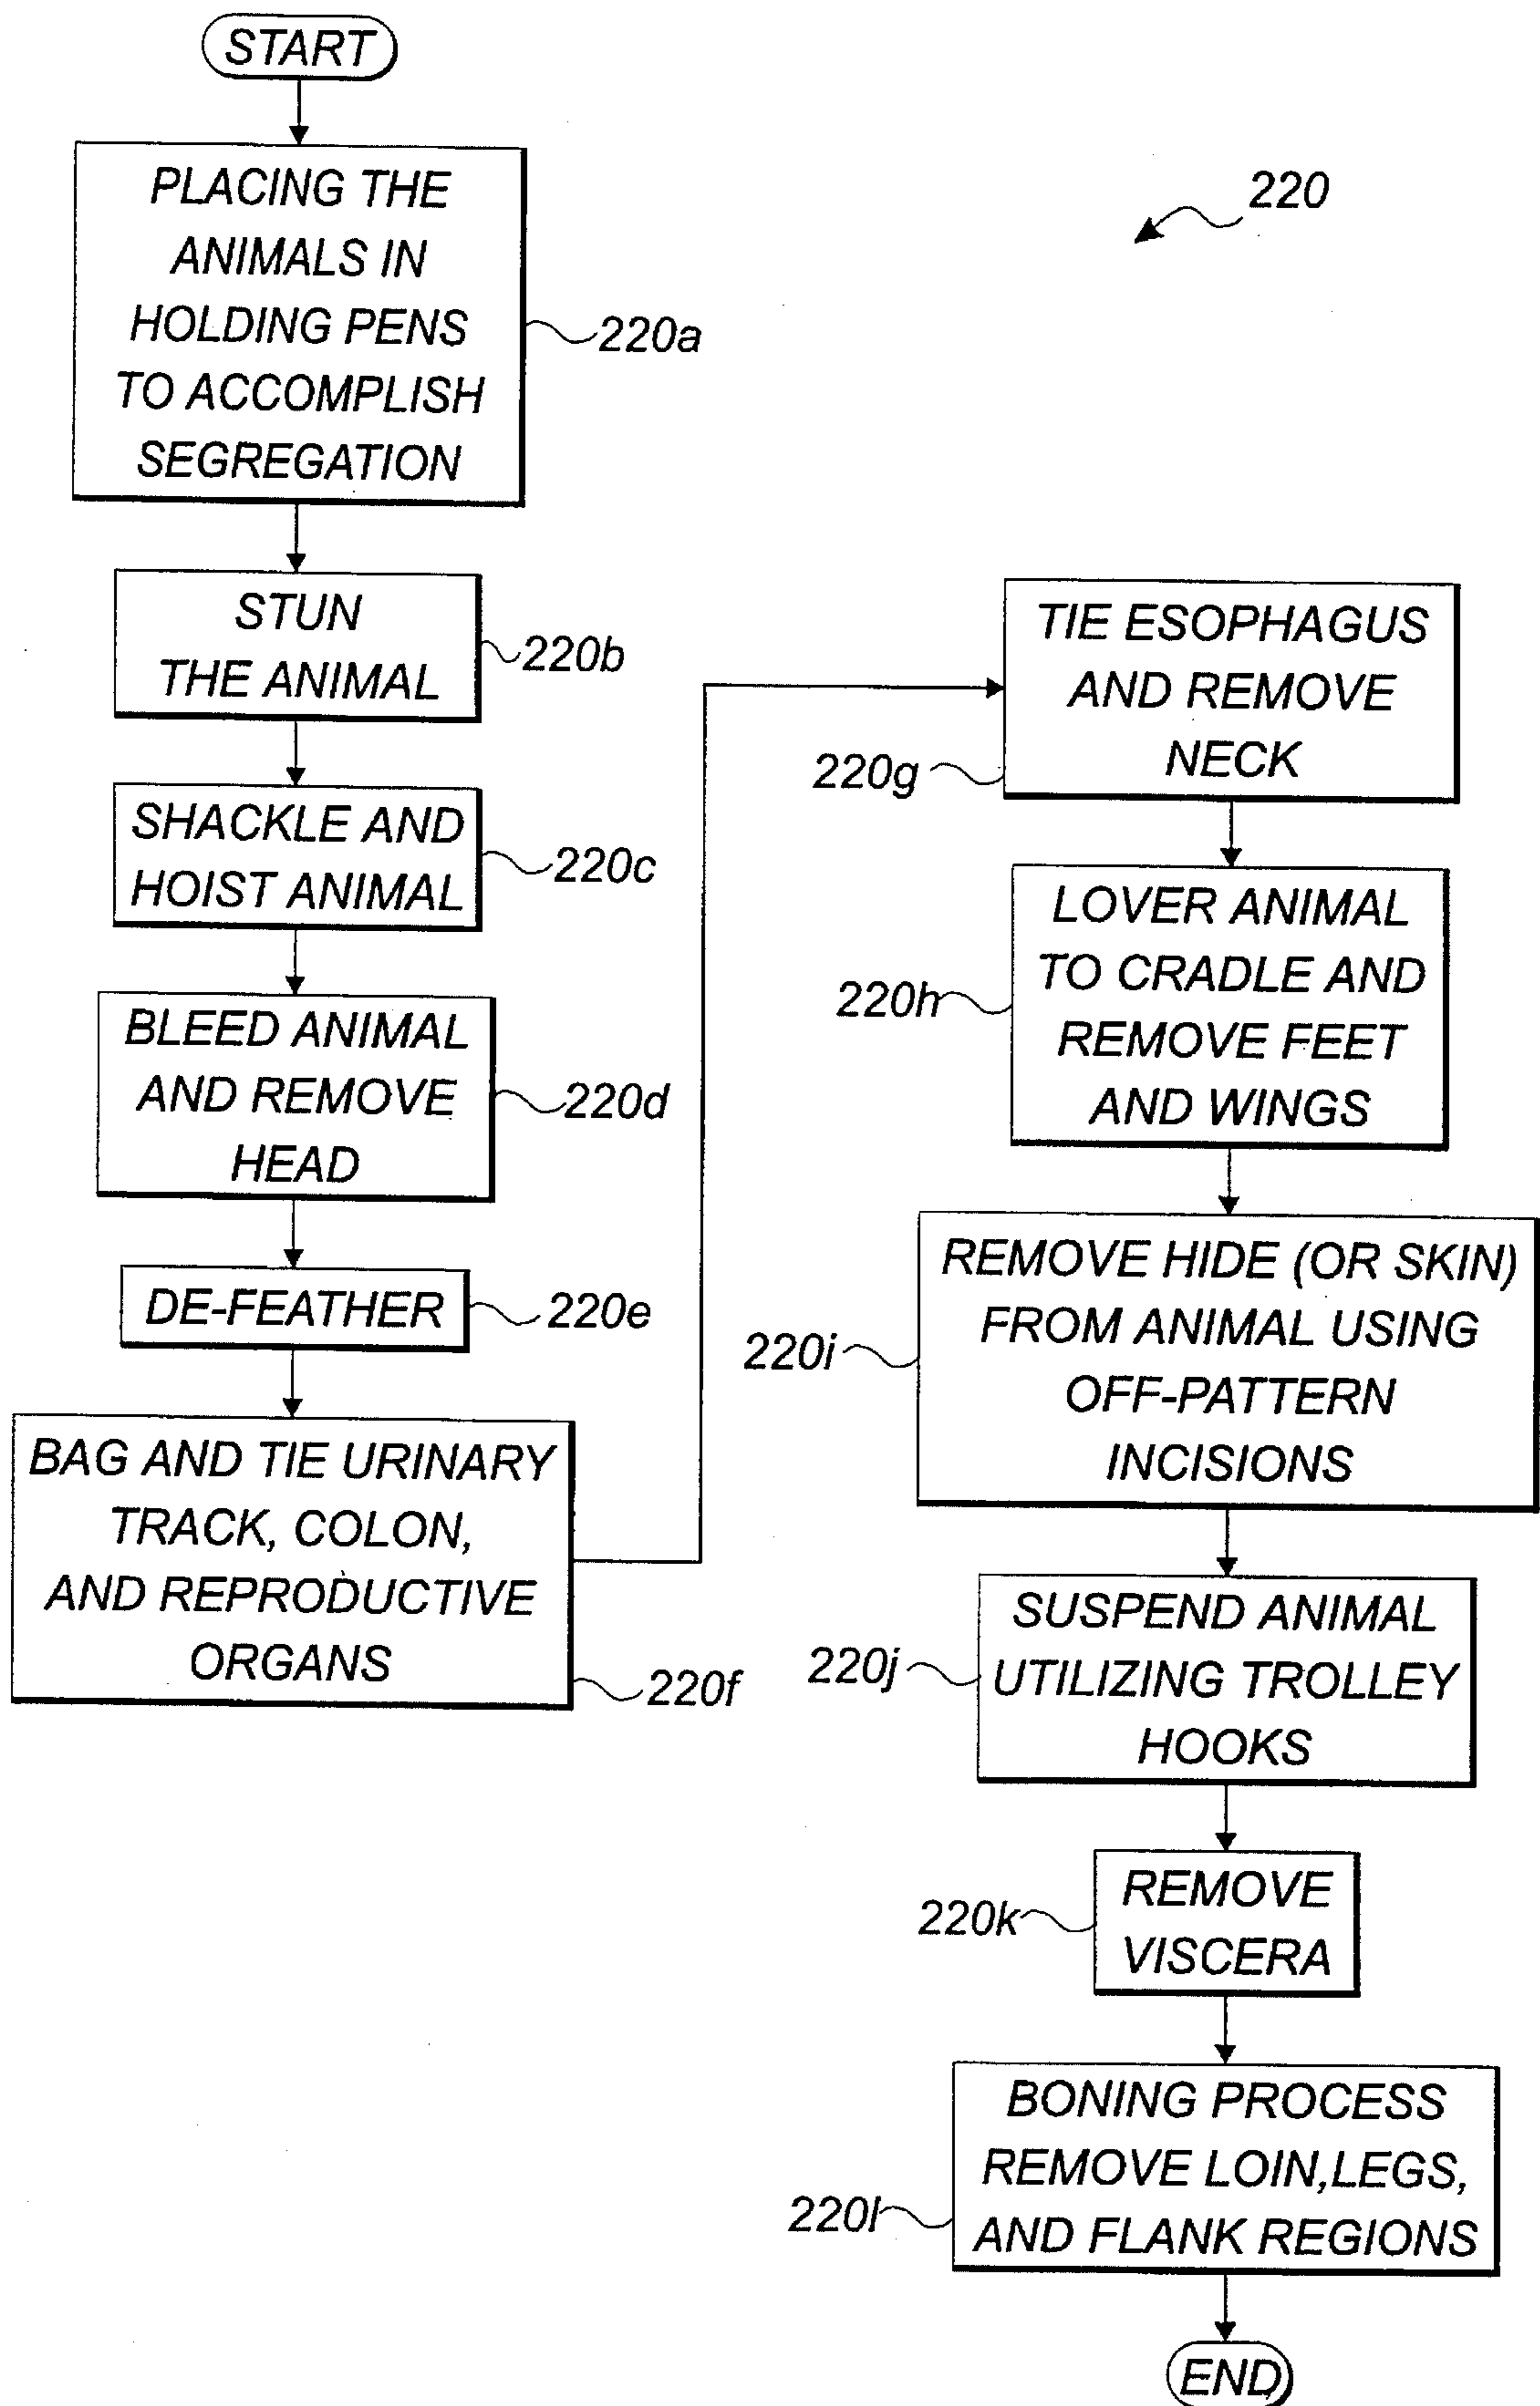 START
PLACING THE
ANIMALS IN
HOLDING PENS
TO ACCOMPLISH
SEGREGATION
220a
STUN
THE ANIMAL
220b
SHACKLE AND
HOIST ANIMAL
220c
BLEED ANIMAL
AND REMOVE
HEAD
220d
DE-FEATHER
220e
BAG AND TIE URINARY
TRACK, COLON,
AND REPRODUCTIVE
ORGANS
220f
220
TIE ESOPHAGUS
AND REMOVE
NECK
220g
LOVER ANIMAL
TO CRADLE AND
REMOVE FEET
AND WINGS
220h
REMOVE HIDE (OR SKIN)
FROM ANIMAL USING
OFF-PATTERN
INCISIONS
220i
SUSPEND ANIMAL
UTILIZING TROLLEY
HOOKS
220j
REMOVE
VISCERA
220k
BONING PROCESS
REMOVE LOIN,LEGS,
AND FLANK REGIONS
220l
END